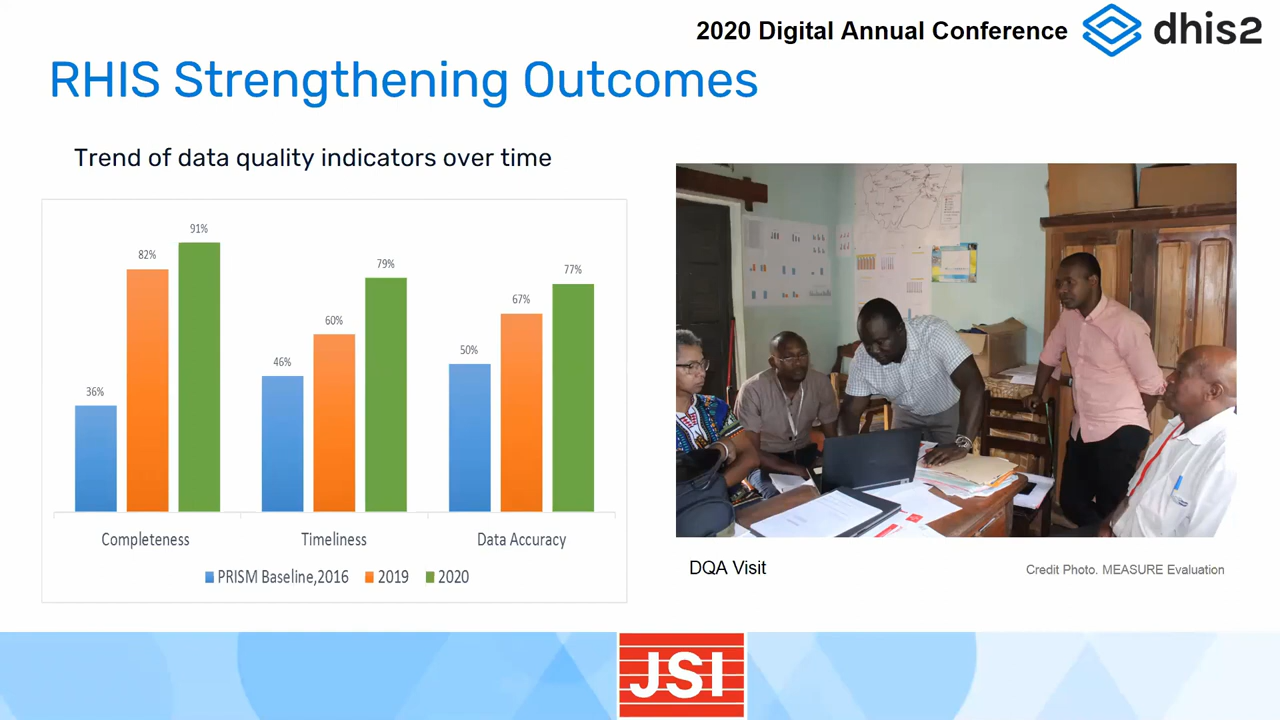 2020 Digital Annual Conference
dhis2
RHIS Strengthening Outcomes
Trend of data quality indicators over time
36%
82%
91%
46%
60%
79%
50%
67%
77%
Completeness
Timeliness
Data Accuracy
PRISM Baseline,2016
2019
2020
DQA Visit
Credit Photo. MEASURE Evaluation
JSI